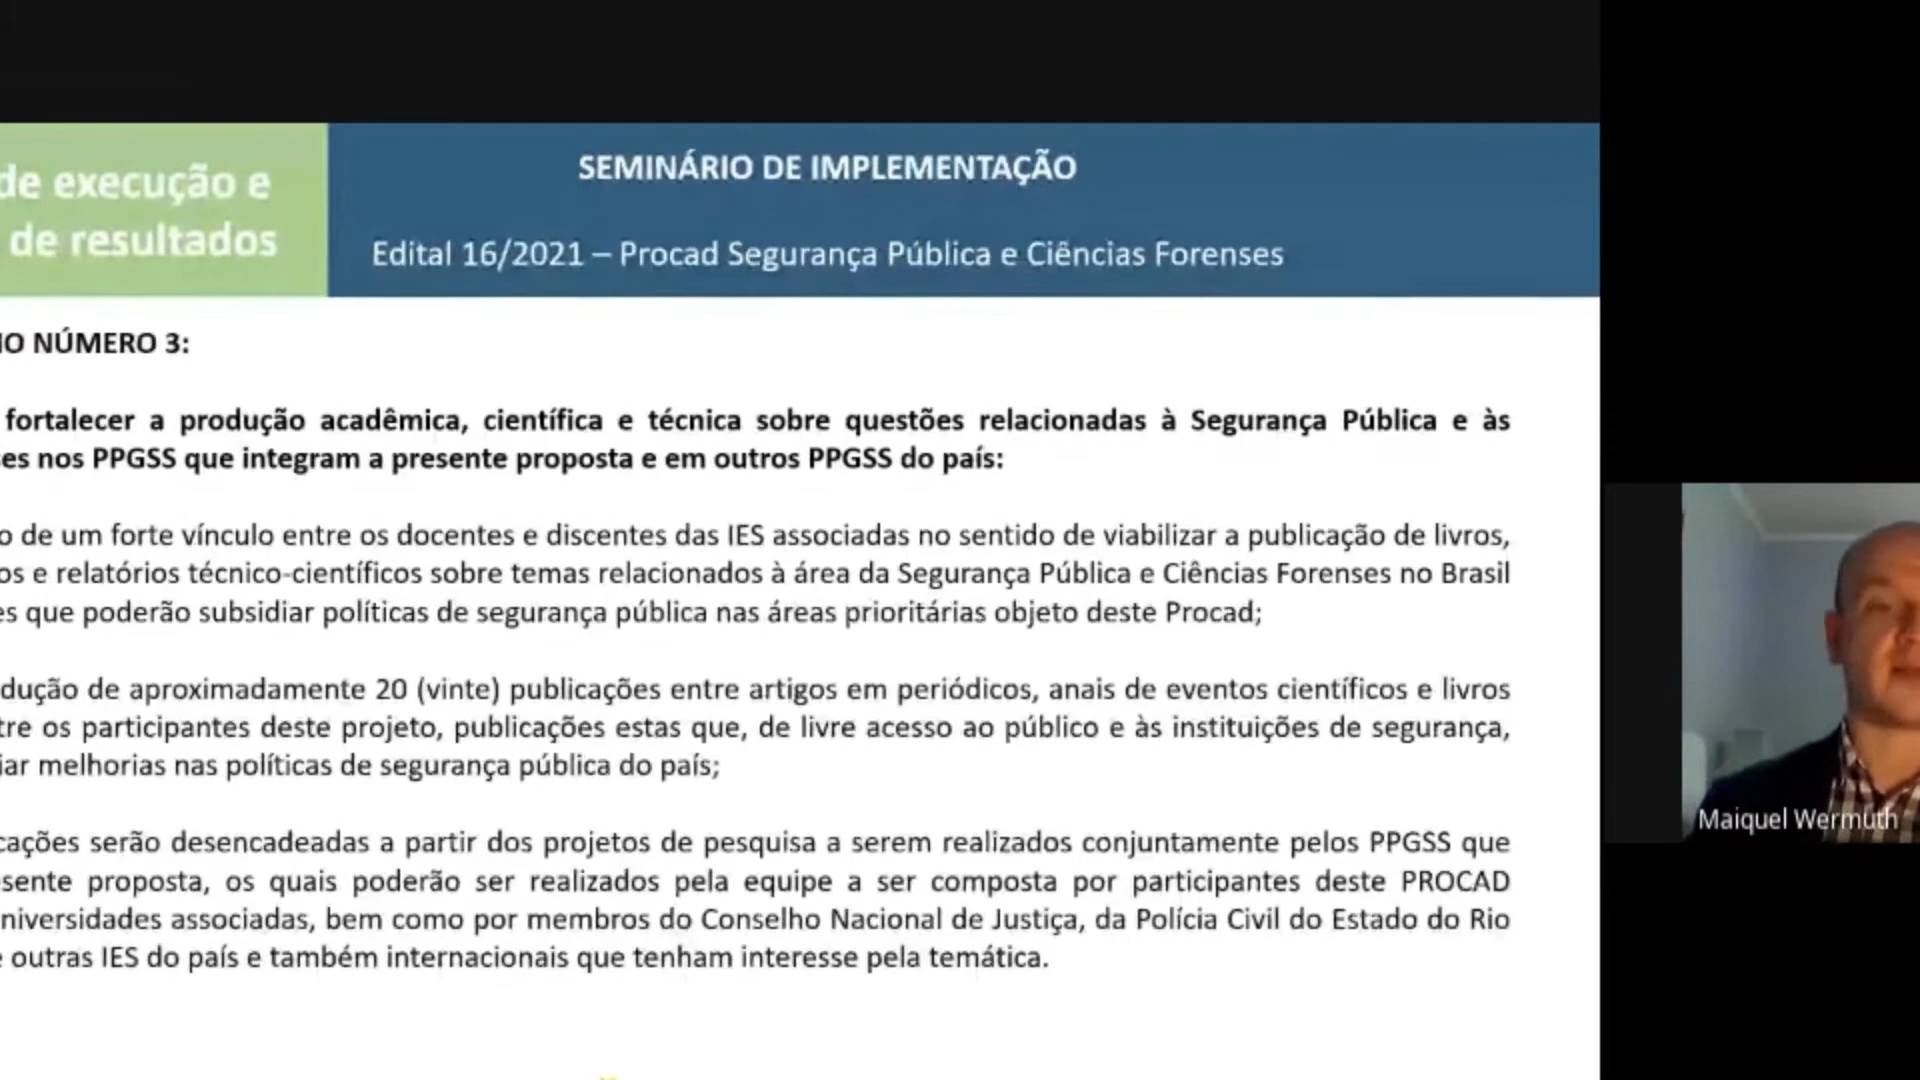 de execução e
de resultados
SEMINÁRIO DE IMPLEMENTAÇÃO
Edital 16/2021 – Procad Segurança Pública e Ciências Forenses
NÚMERO 3:
fortalecer a produção acadêmica, científica e técnica sobre questões relacionadas à Segurança Pública e às
nos PPGSS que integram a presente proposta e em outros PPGSS do país:
de um forte vínculo entre os docentes e discentes das IES associadas no sentido de viabilizar a publicação de livros,
e relatórios técnico-científicos sobre temas relacionados à área da Segurança Pública e Ciências Forenses no Brasil
que poderão subsidiar políticas de segurança pública nas áreas prioritárias objeto deste Procad;
de aproximadamente 20 (vinte) publicações entre artigos em periódicos, anais de eventos científicos e livros
os participantes deste projeto, publicações estas que, de livre acesso ao público e às instituições de segurança,
melhorias nas políticas de segurança pública do país;
serão desencadeadas a partir dos projetos de pesquisa a serem realizados conjuntamente pelos PPGSS que
proposta, os quais poderão ser realizados pela equipe a ser composta por participantes deste PROCAD
associadas, bem como por membros do Conselho Nacional de Justiça, da Polícia Civil do Estado do Rio
outras IES do país e também internacionais que tenham interesse pela temática.
Maiquel Wermuth